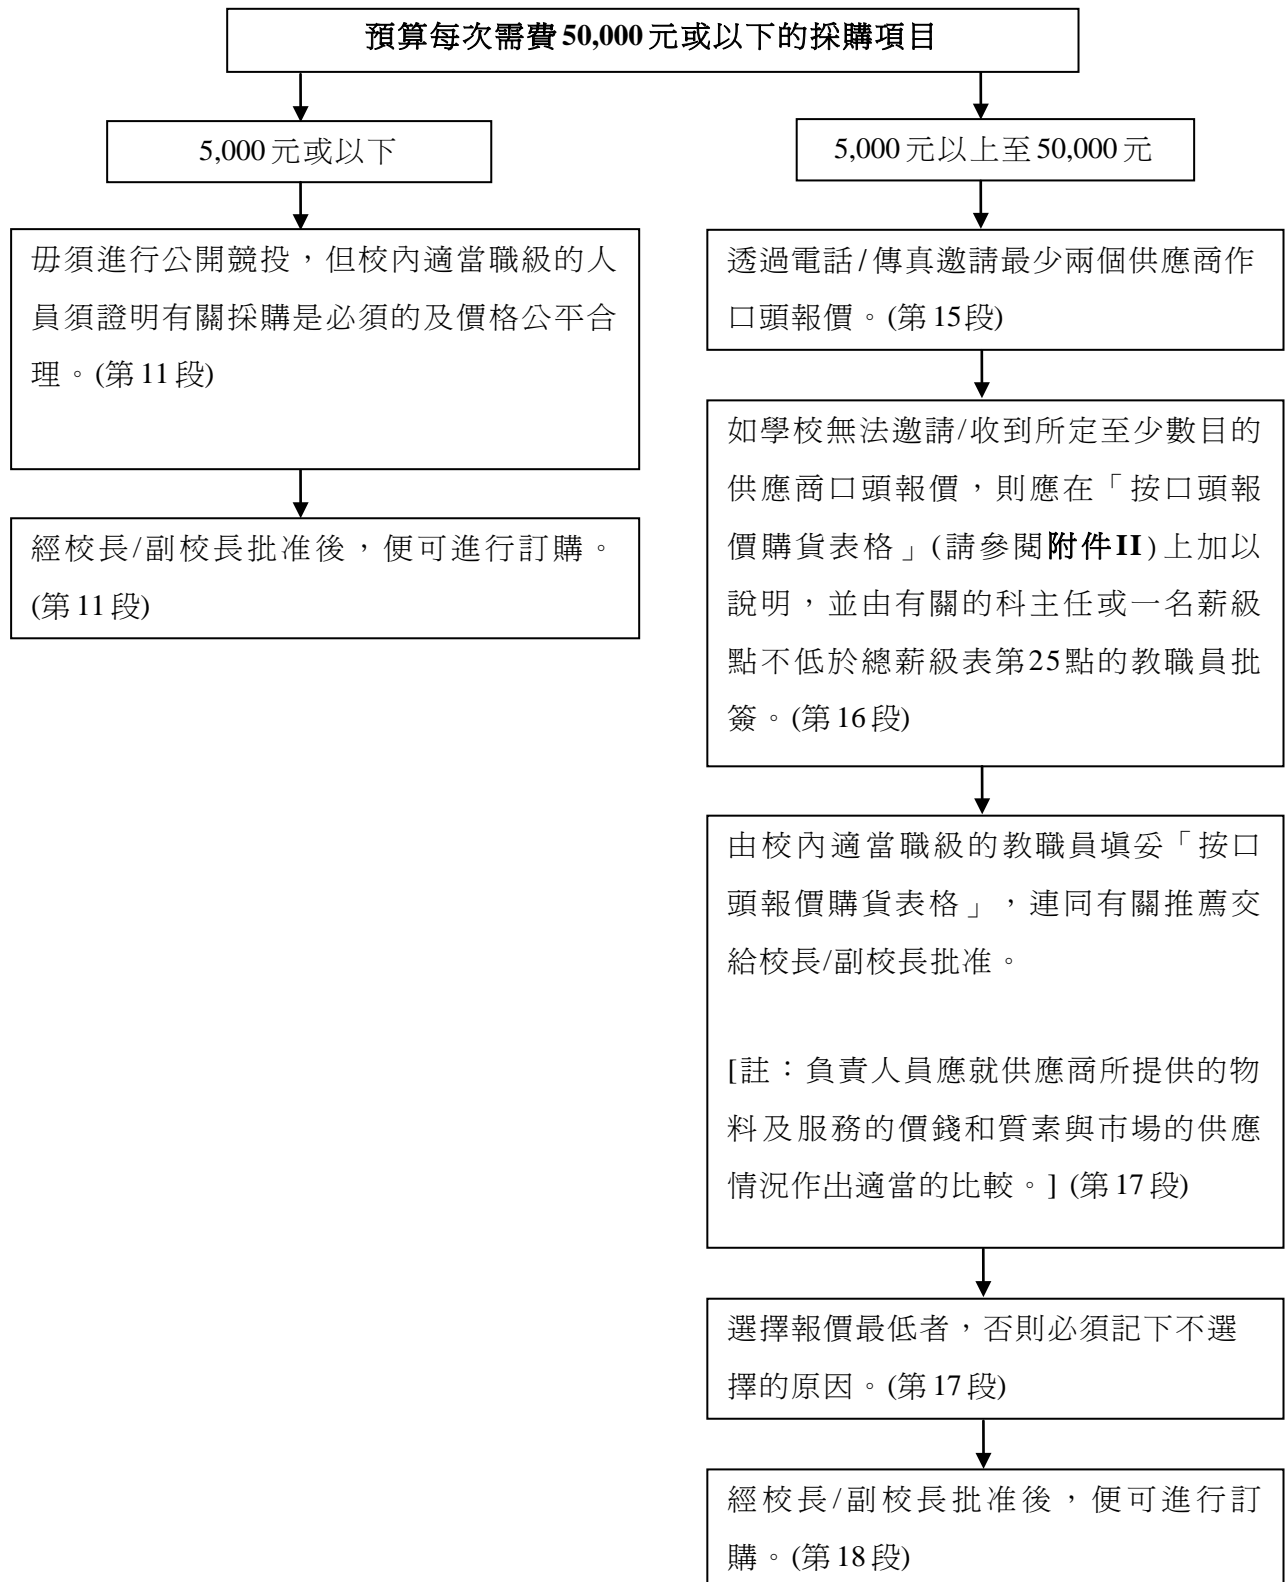 預算每次需費50,000元或以下的採購項目
5,000元或以下
毋須進行公開競投，但校內適當職級的人
員須證明有關採購是必須的及價格公平合
理。(第11段)
經校長/副校長批准後，便可進行訂購。
(第11段)
5,000元以上至50,000元
透過電話/傳真邀請最少兩個供應商作
口頭報價。(第15段)
如學校無法邀請/收到所定至少數目的
供應商口頭報價，則應在「按口頭報
價購貨表格」(請參閱附件II)上加以
說明，並由有關的科主任或一名薪級
點不低於總薪級表第25點的教職員批
簽。(第16段)
由校內適當職級的教職員填妥「按口
頭報價購貨表格」，連同有關推薦交
給校長/副校長批准。
[註：負責人員應就供應商所提供的物
料及服務的價錢和質素與市場的供應
情況作出適當的比較。] (第17段)
選擇報價最低者，否則必須記下不選
擇的原因。(第17段)
經校長/副校長批准後，便可進行訂
購。(第18段)